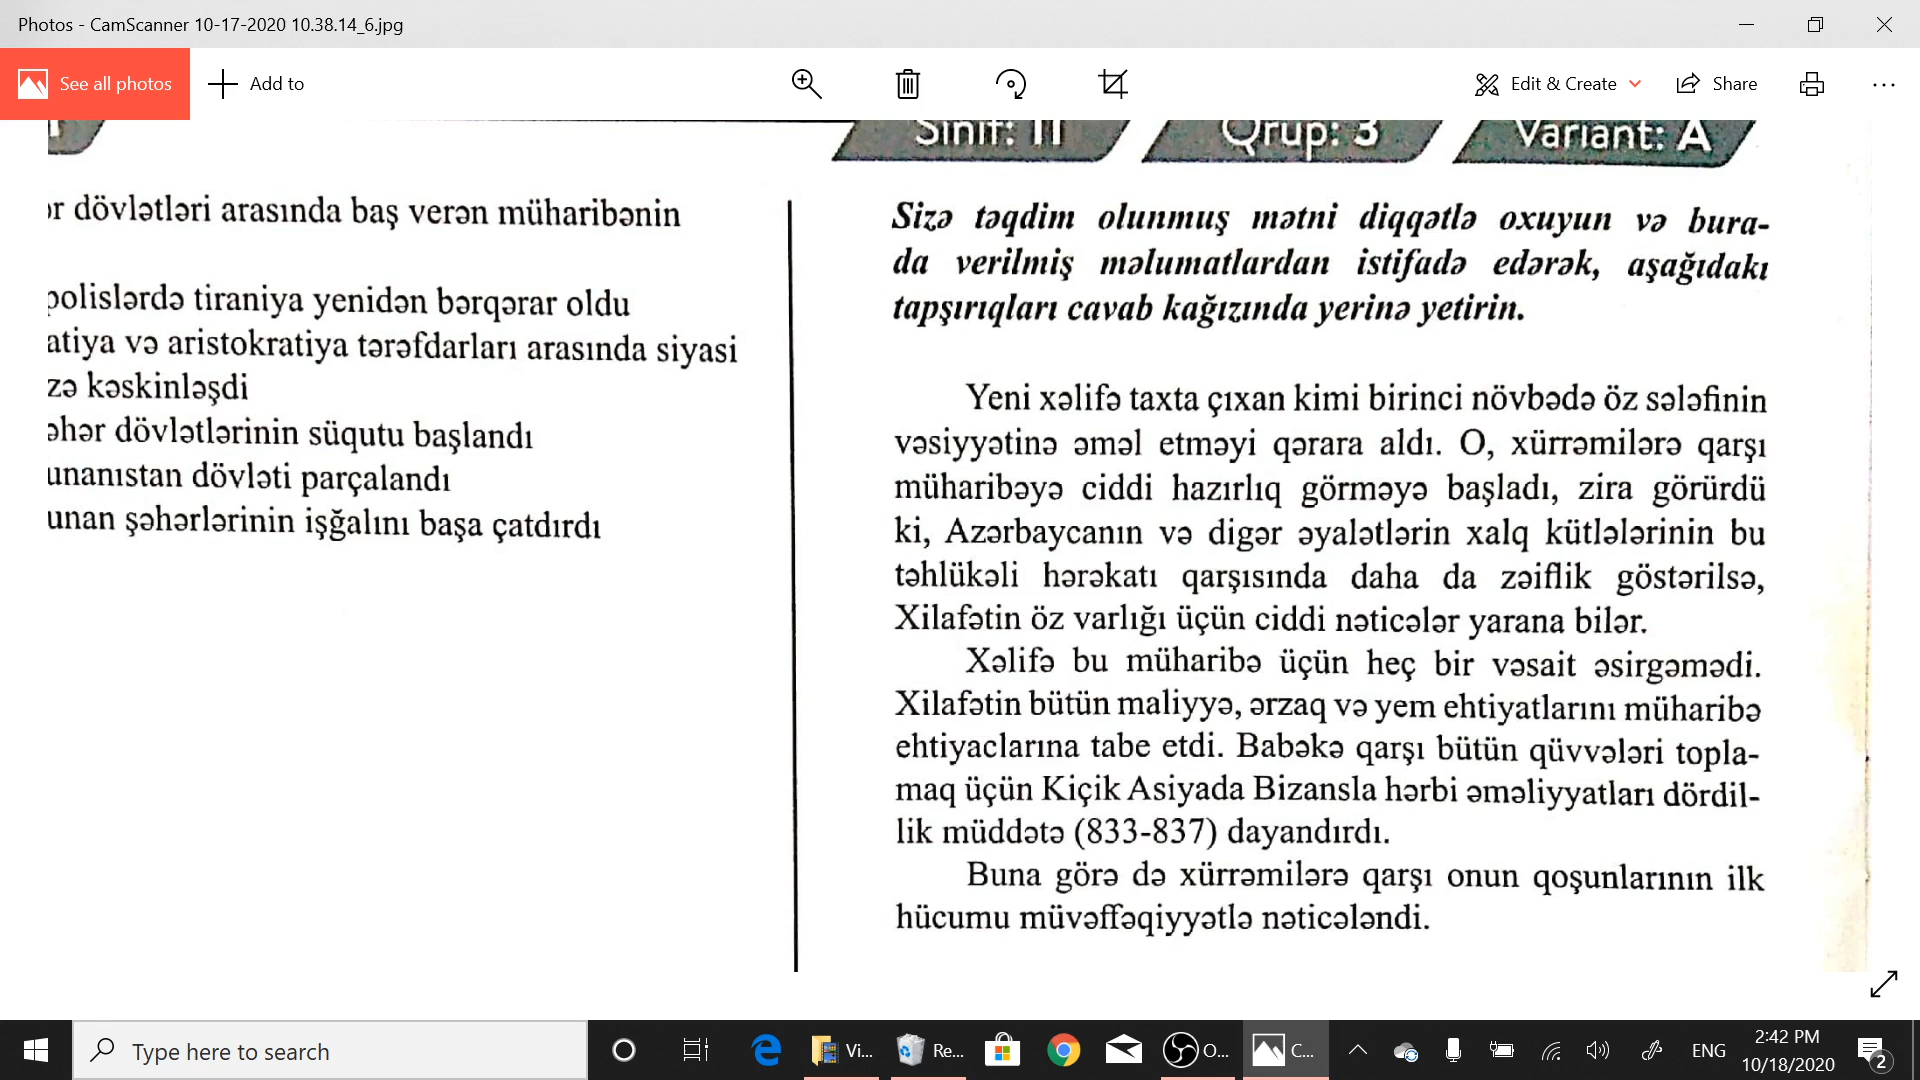 Photos - CamScanner 10-17-2020 10.38.14_6.jpg
See all photos
Add to
Edit & Create
Share
Sinif: 11
Qrup: 3
Variant: A
dövlətləri arasında baş verən müharibənin
polislərdə tiraniya yenidən bərqərar oldu
atiya və aristokratiya tərəfdarları arasında siyasi
zə kəskinləşdi
əhər dövlətlərinin süqutu başlandı
unanıstan dövləti parçalandı
unan şəhərlərinin işğalını başa çatdırdı
Sizə təqdim olunmuş mətni diqqətlə oxuyun və bura-
da verilmiş məlumatlardan istifadə edərək, aşağıdakı
tapşırıqları cavab kağızında yerinə yetirin.
Yeni xəlifə taxta çıxan kimi birinci növbədə öz sələfinin
vəsiyyətinə əməl etməyi qərara aldı. O, xürrəmilərə qarşı
müharibəyə ciddi hazırlıq görməyə başladı, zira görürdü
ki, Azərbaycanın və digər əyalətlərin xalq kütlələrinin bu
təhlükəli hərəkatı qarşısında daha da zəiflik göstərilsə,
Xilafətin öz varlığı üçün ciddi nəticələr yarana bilər.
Xəlifə bu müharibə üçün heç bir vəsait əsirgəmədi.
Xilafətin bütün maliyyə, ərzaq və yem ehtiyatlarını müharibə
ehtiyaclarına tabe etdi. Babəkə qarşı bütün qüvvələri topla-
maq üçün Kiçik Asiyada Bizansla hərbi əməliyyatları dördil-
lik müddətə (833-837) dayandırdı.
Buna görə də xürrəmilərə qarşı onun qoşunlarının ilk
hücumu müvəffəqiyyətlə nəticələndi.
Type here to search
Vi...
Re...
O...
C...
ENG
2:42 PM
10/18/2020
2